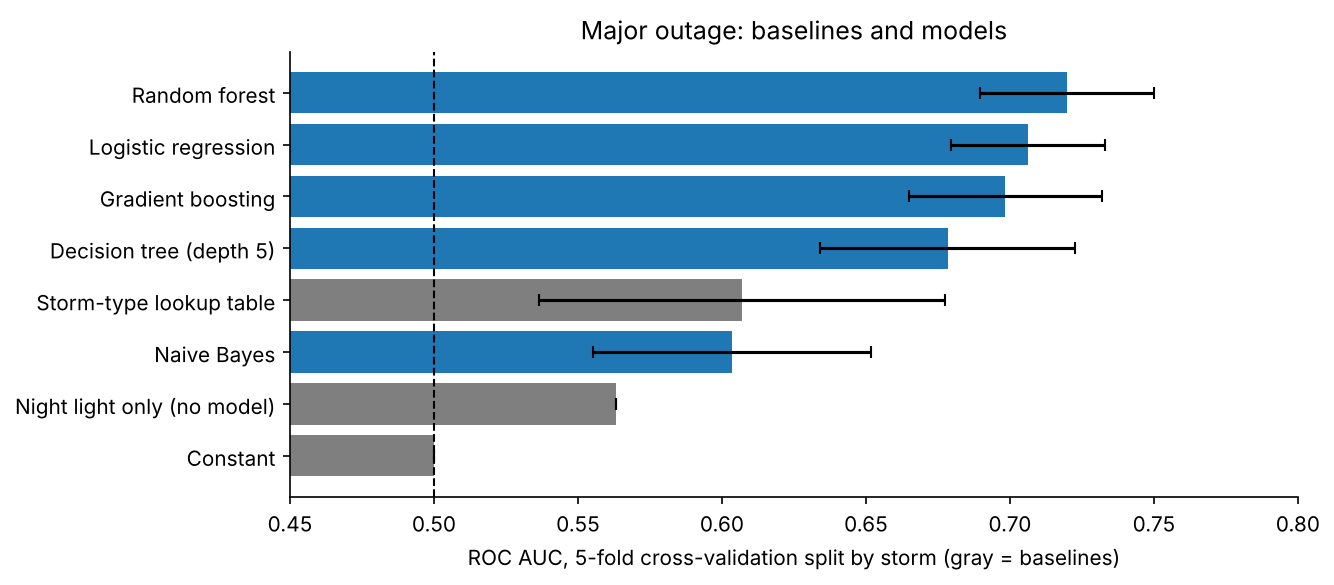 Major outage: baselines and models
Random forest
Logistic regression
Gradient boosting
Decision tree (depth 5)
Storm-type lookup table
Naive Bayes
Night light only (no model)
Constant
0.45 0.50 0.55 0.60 0.65 0.70 0.75 0.80
ROC AUC, 5-fold cross-validation split by storm (gray = baselines)